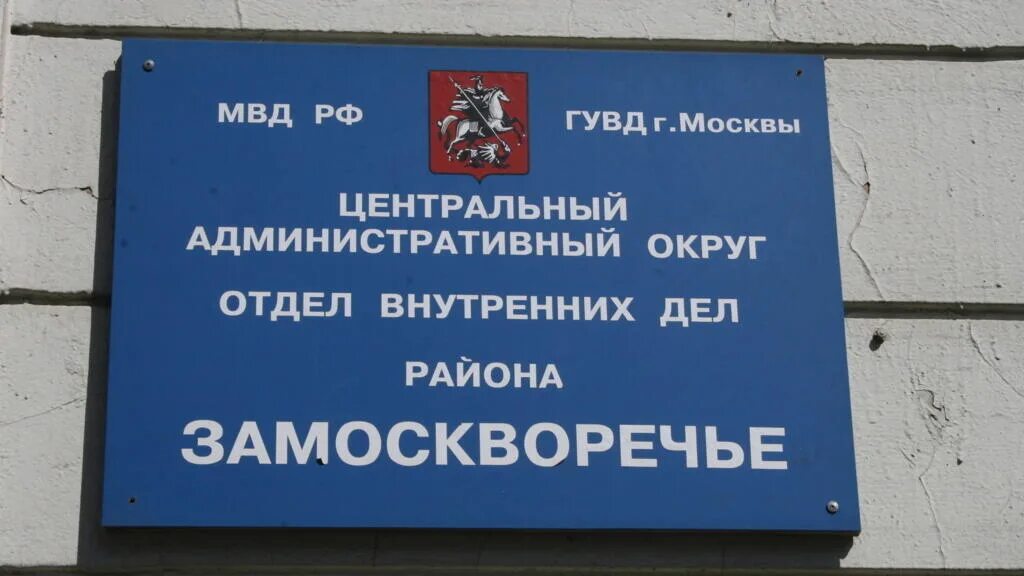 МВД РФ ГУВД г.Москвы
ЦЕНТРАЛЬНЫЙ
АДМИНИСТРАТИВНЫЙ ОКРУГ
ОТДЕЛ ВНУТРЕННИХ ДЕЛ
РАЙОНА
ЗАМОСКВОРЕЧЬЕ